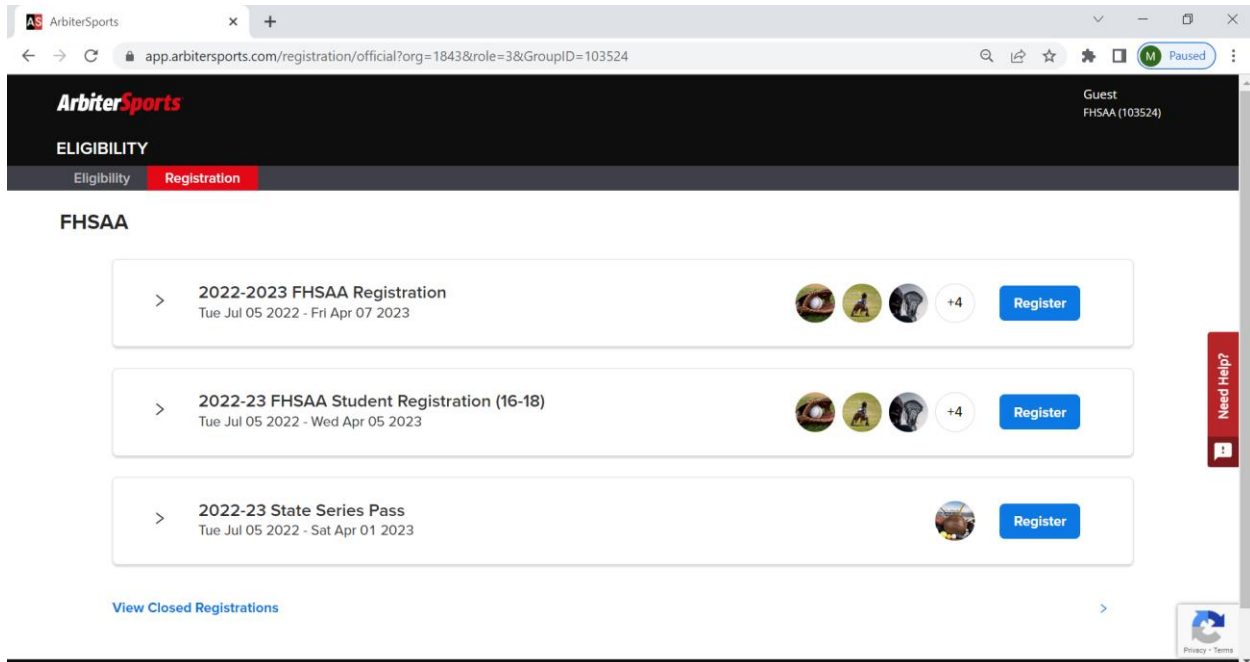 AS ArbiterSports
app.arbitersports.com/registration/official?org=1843&role=3&GroupID=103524
M Paused
ArbiterSports
Guest
FHSAA (103524)
ELIGIBILITY
Eligibility Registration
FHSAA
2022-2023 FHSAA Registration
Tue Jul 05 2022 - Fri Apr 07 2023
+4
Register
2022-23 FHSAA Student Registration (16-18)
Tue Jul 05 2022 - Wed Apr 05 2023
+4
Register
Need Help?
2022-23 State Series Pass
Tue Jul 05 2022 - Sat Apr 01 2023
Register
View Closed Registrations
Privacy • Terms